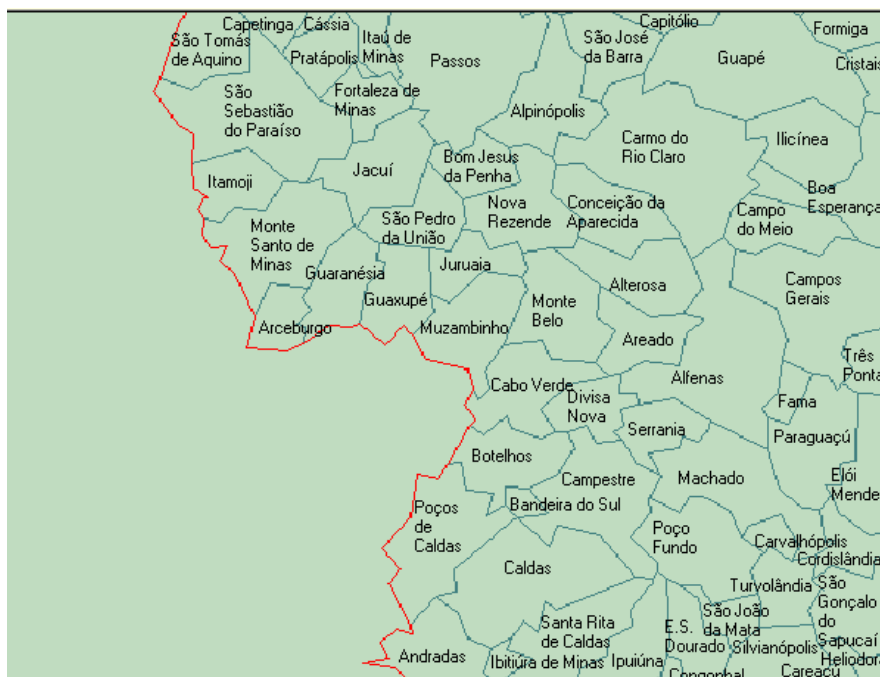 Capetinga
Cássia
São Tomás
de Aquino
Itaú de
Minas
Pratápolis
Passos
São José
da Barra
Capitólio
Guapé
Formiga
Cristais
São
Sebastião
do Paraíso
Fortaleza de
Minas
Alpinópolis
Carmo do
Rio Claro
Ilicínea
Itamoji
Jacuí
Bom Jesus
da Penha
Boa
Esperança
Monte
Santo de
Minas
São Pedro
da União
Nova
Rezende
Conceição da
Aparecida
Campo
do Meio
Guaranésia
Guaxupé
Juruaia
Monte
Belo
Alterosa
Campos
Gerais
Arceburgo
Muzambinho
Areado
Três
Ponta
Cabo Verde
Divisa
Nova
Alfenas
Fama
Serrania
Paraguaçú
Botelhos
Campestre
Machado
Elói
Mende
Poços
de
Caldas
Bandeira do Sul
Poço
Fundo
Carvalhópolis
Cordislândia
Caldas
Turvolândia
São
Gonçalo
do
Sapucaí
Santa Rita
de Caldas
E.S.
Dourado
São João
da Mata
Silvianópolis
Heliodora
Andradas
Ibitiúra de Minas
Ipuiúna
Congonhal
Careaçu